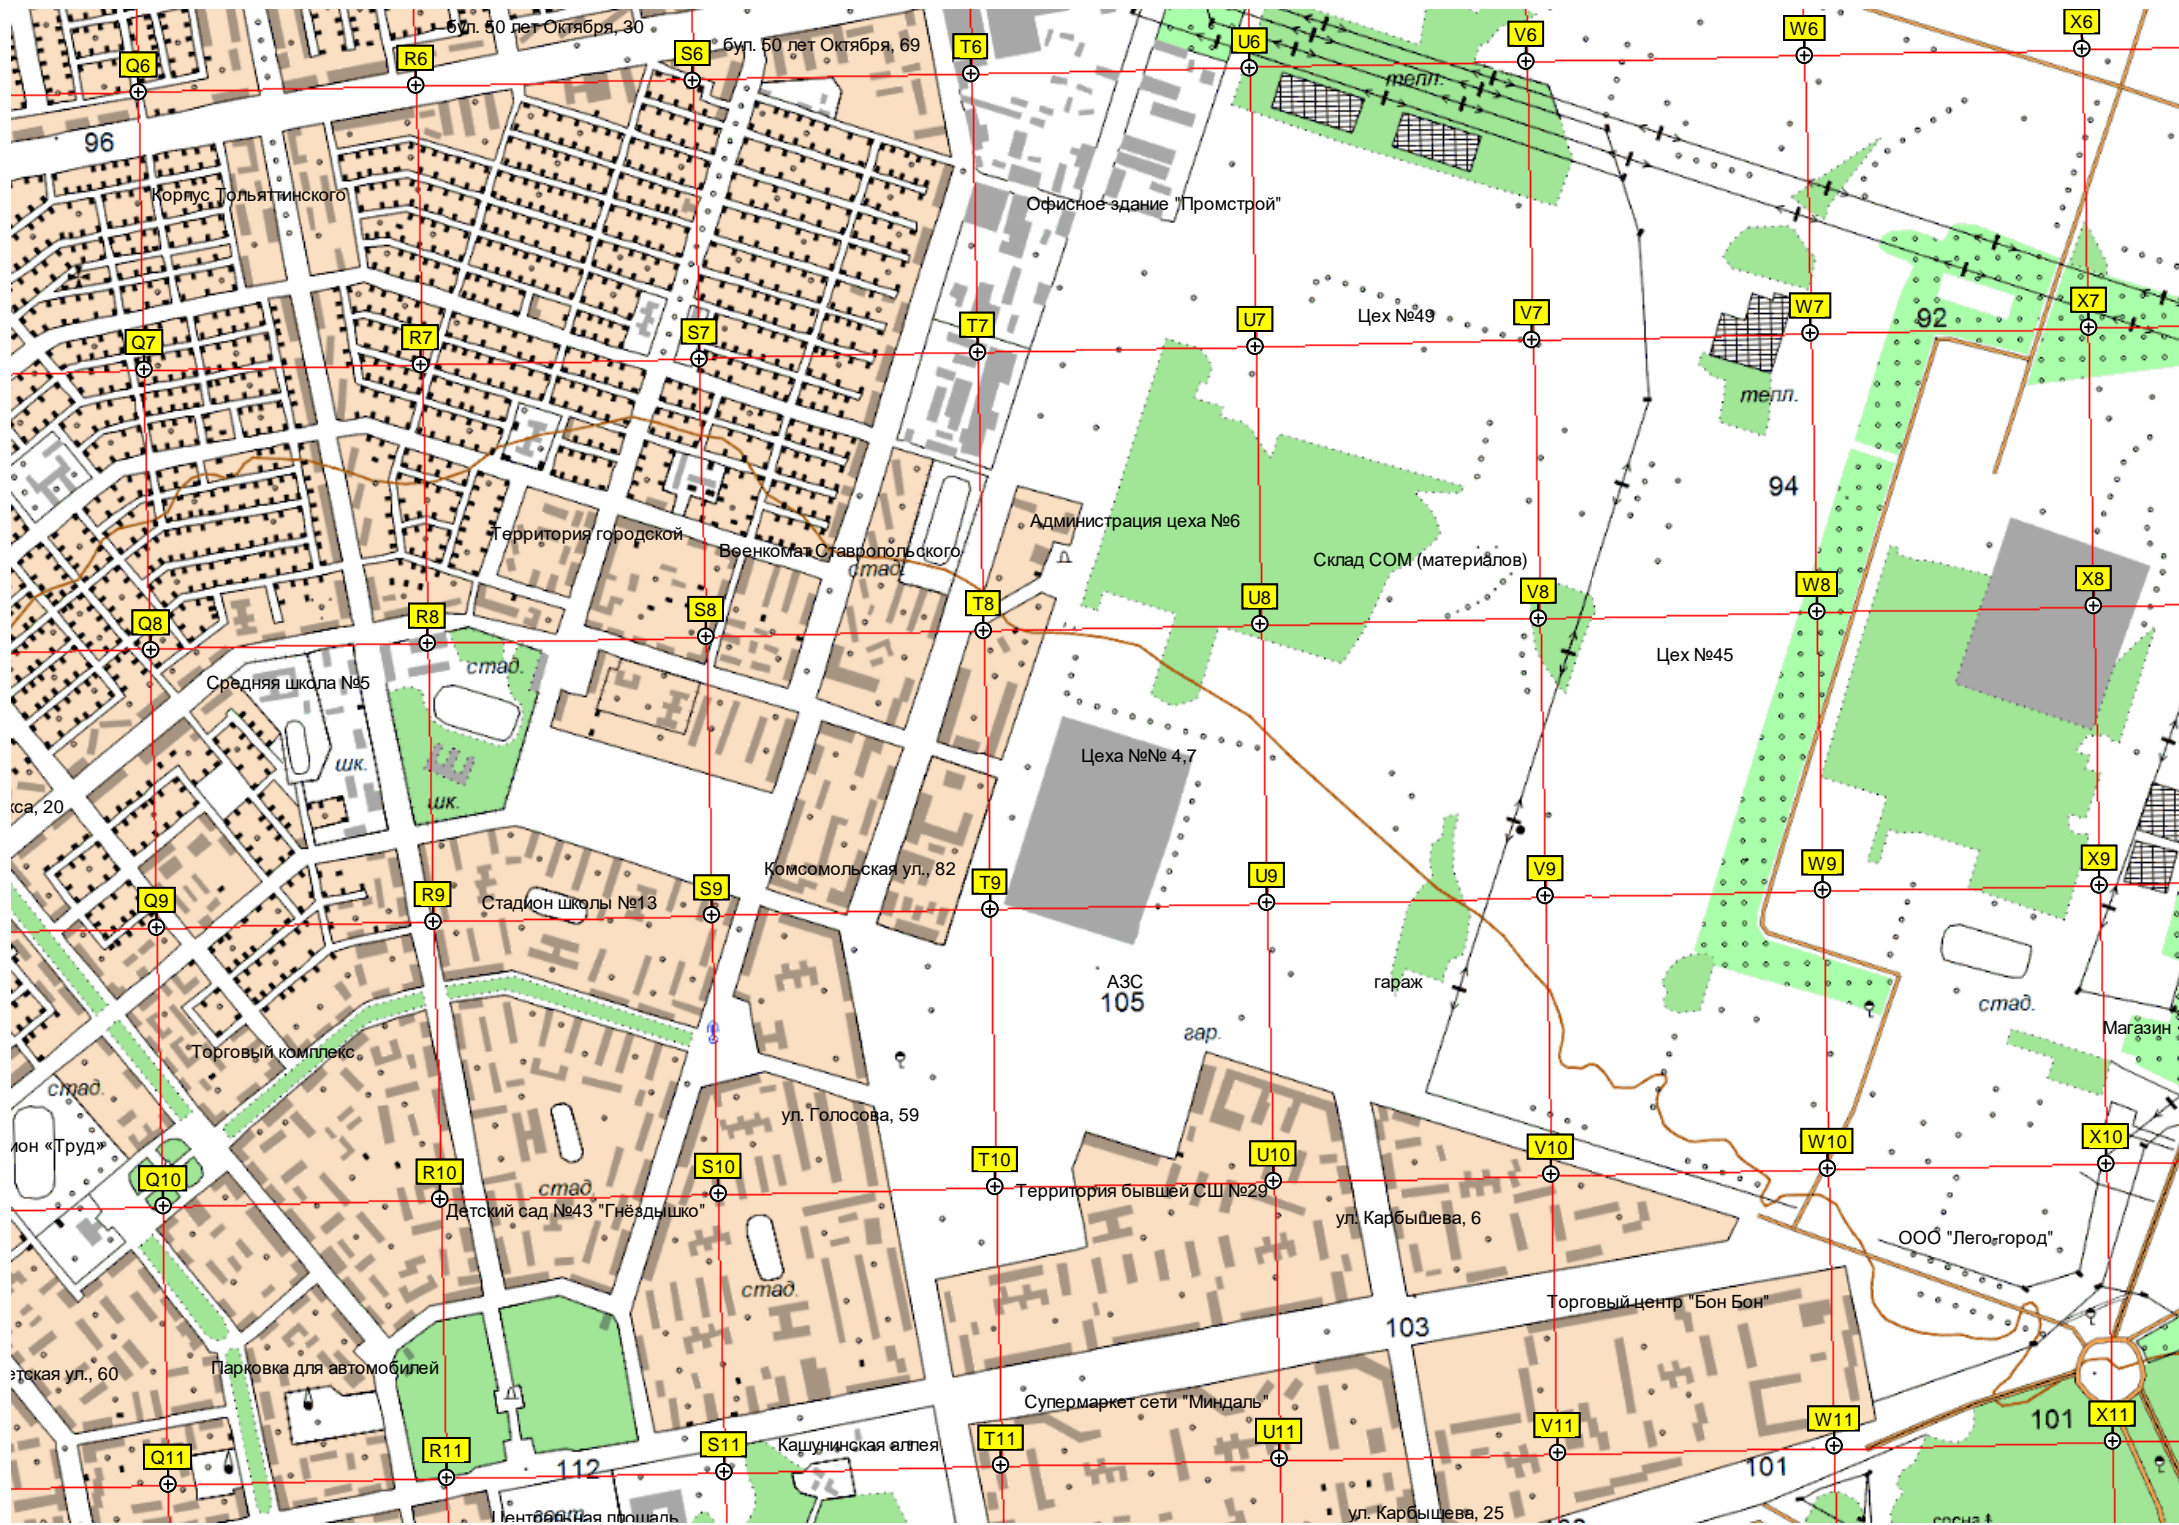 бул. 50 лет Октября, 30
бул. 50 лет Октября, 69
Q6
R6
S6
T6
U6
V6
W6
X6
тепл.
96
Корпус Тольяттинского
Офисное здание "Промстрой"
Цех №49
92
Q7
R7
S7
T7
U7
V7
W7
X7
тепл.
94
Территория городской
Военкомат Ставропольского
стад.
Администрация цеха №6
Склад СОМ (материалов)
Q8
R8
S8
T8
U8
V8
W8
X8
стад.
Средняя школа №5
Цех №45
шк.
шк.
Цеха №№ 4,7
кса, 20
Комсомольская ул., 82
Q9
R9
S9
T9
U9
V9
W9
X9
Стадион школы №13
АЗС
105
гараж
гар.
стад.
Магазин
Торговый комплекс
стад.
ул. Голосова, 59
ион «Труд»
Q10
R10
S10
T10
U10
V10
W10
X10
стад.
Детский сад №43 "Гнёздышко"
Территория бывшей СШ №29
ул. Карбышева, 6
ООО "Лего-город"
стад.
Торговый центр "Бон Бон"
103
Парковка для автомобилей
етская ул., 60
Супермаркет сети "Миндаль"
101
Кашунинская аллея
Q11
R11
S11
T11
U11
V11
W11
X11
112
101
Центральная площадь
ул. Карбышева, 25